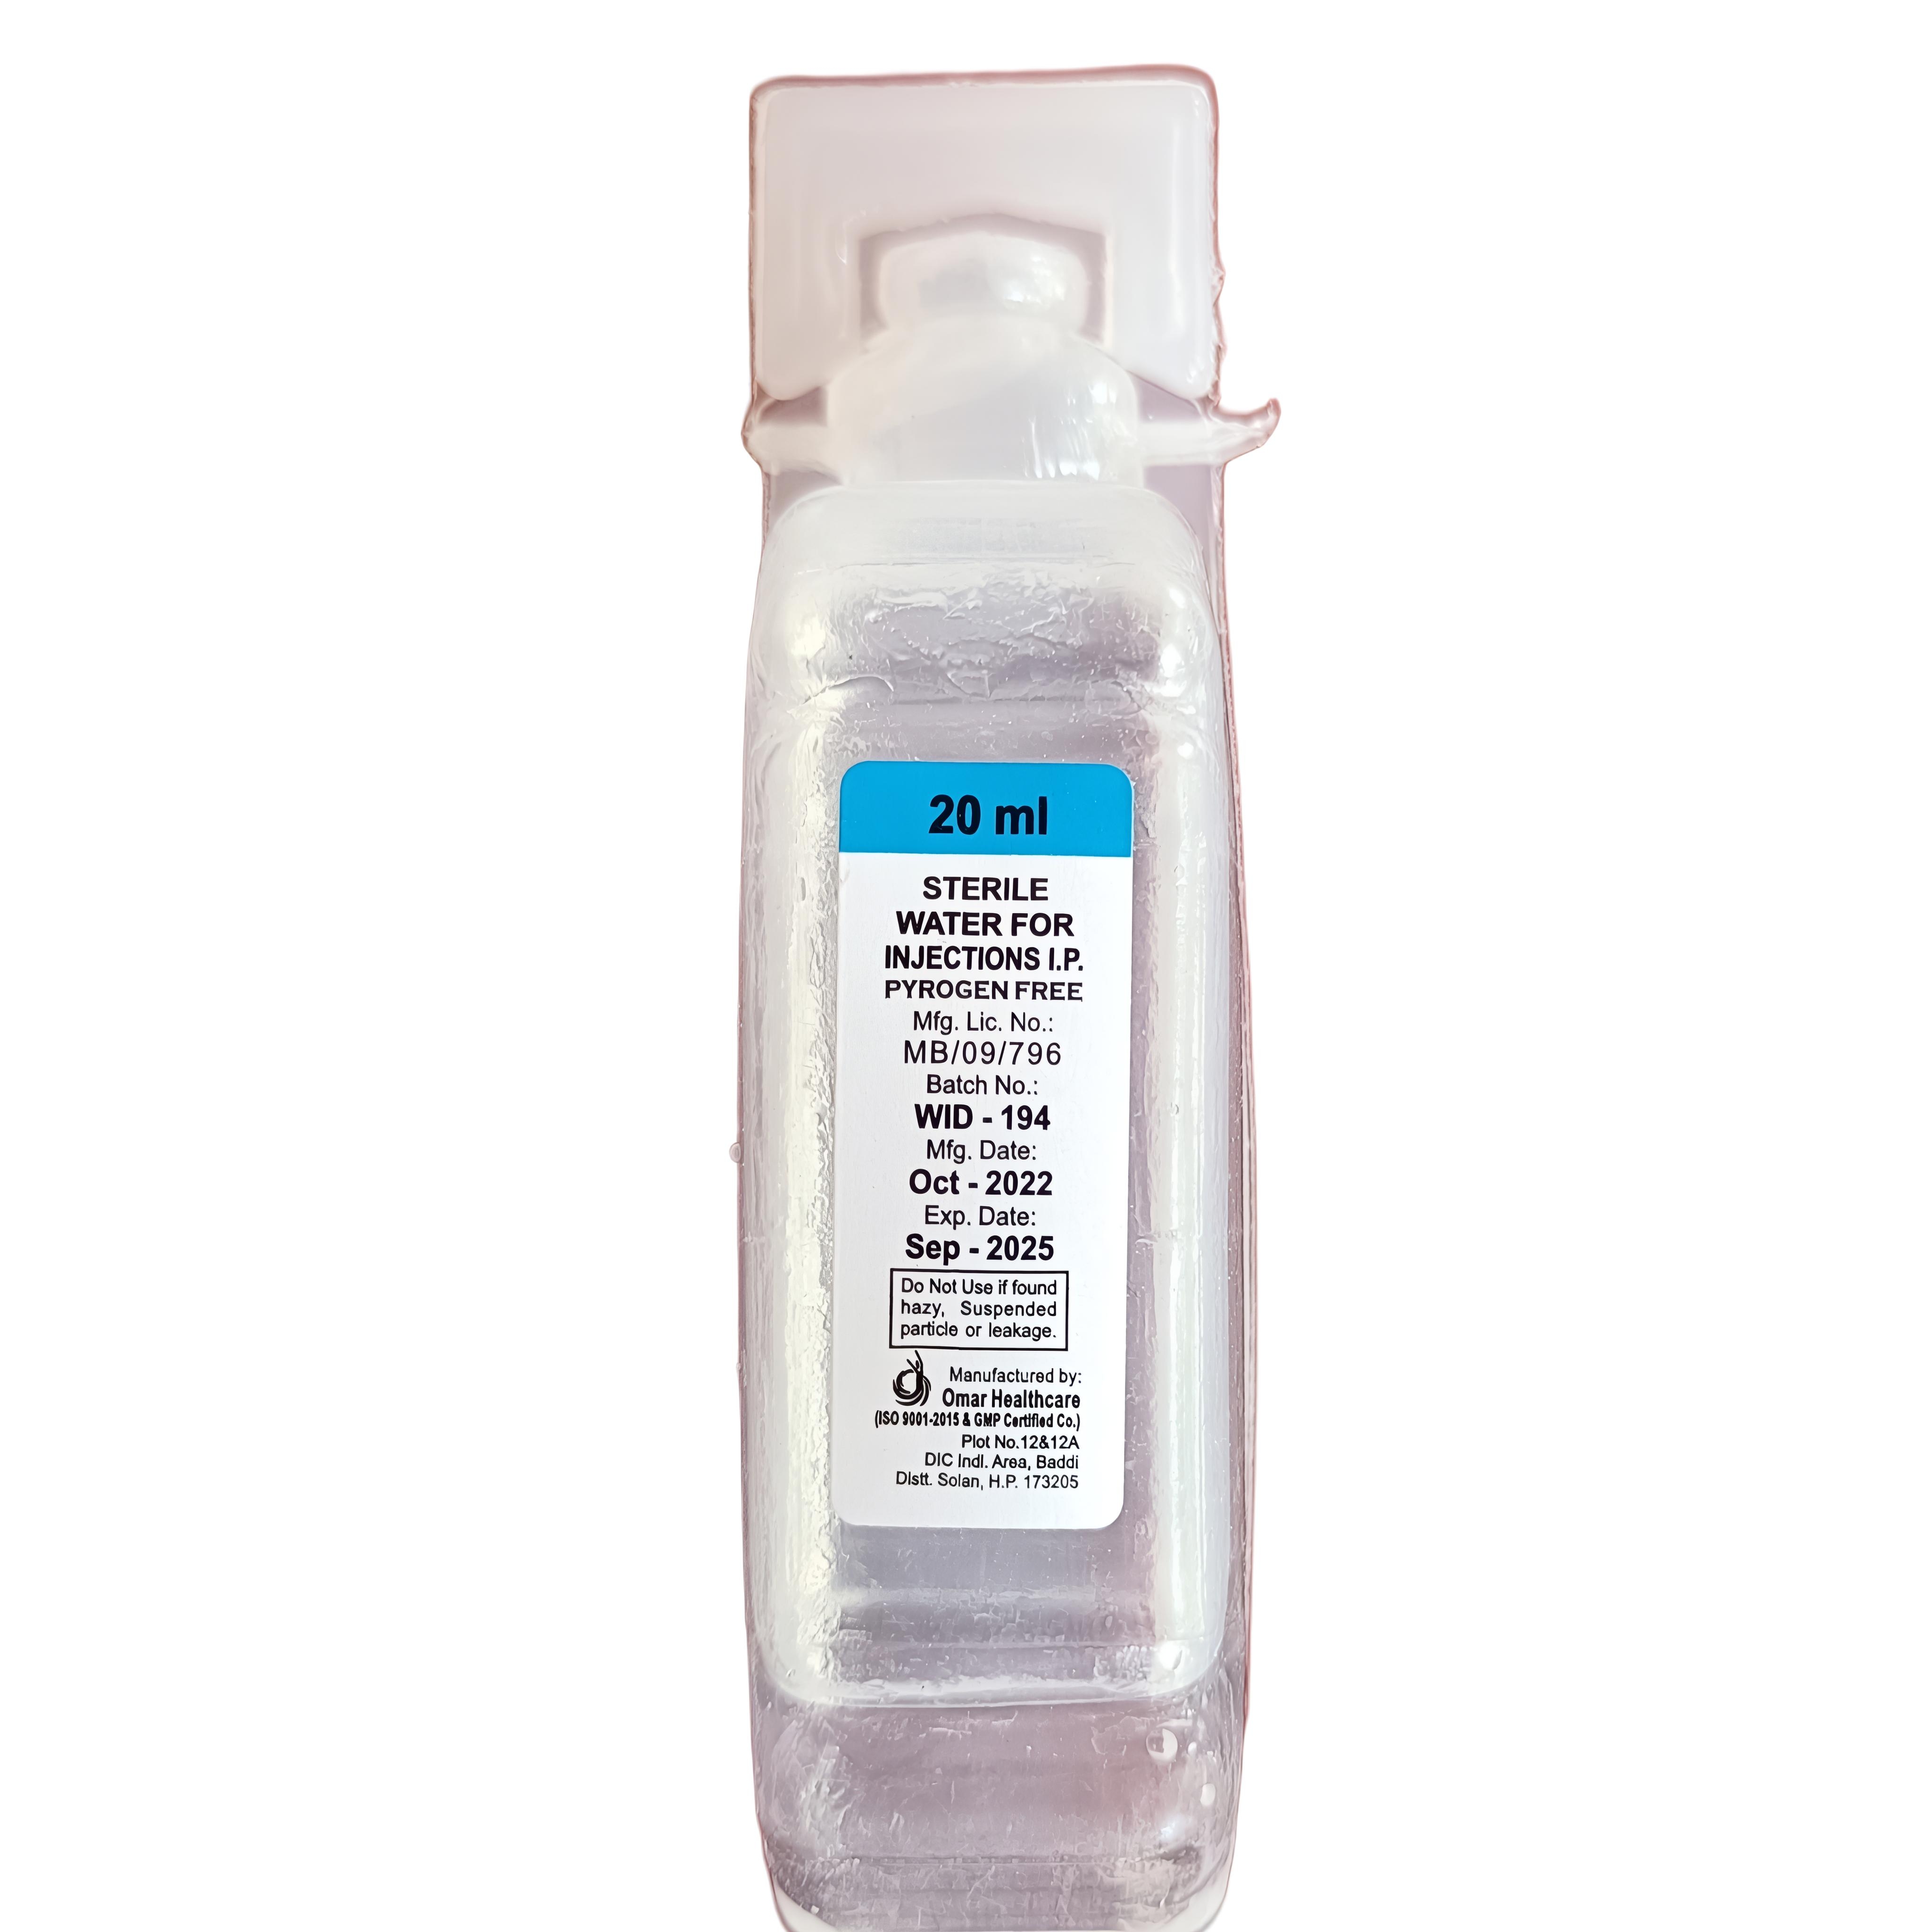 20 ml
STERILE
WATER FOR
INJECTIONS I.P.
PYROGEN FREE
Mfg. Lic. No.:
MB/09/796
Batch No.:
WID - 194
Mfg. Date:
Oct - 2022
Exp. Date:
Sep - 2025
Do Not Use if found
hazy, Suspended
particle or leakage.
Manufactured by:
Omar Healthcare
(ISO 9001-2015 & GMP Certified Co.)
Plot No.12&12A
DIC Indl. Area, Baddi
Distt. Solan, H.P. 173205